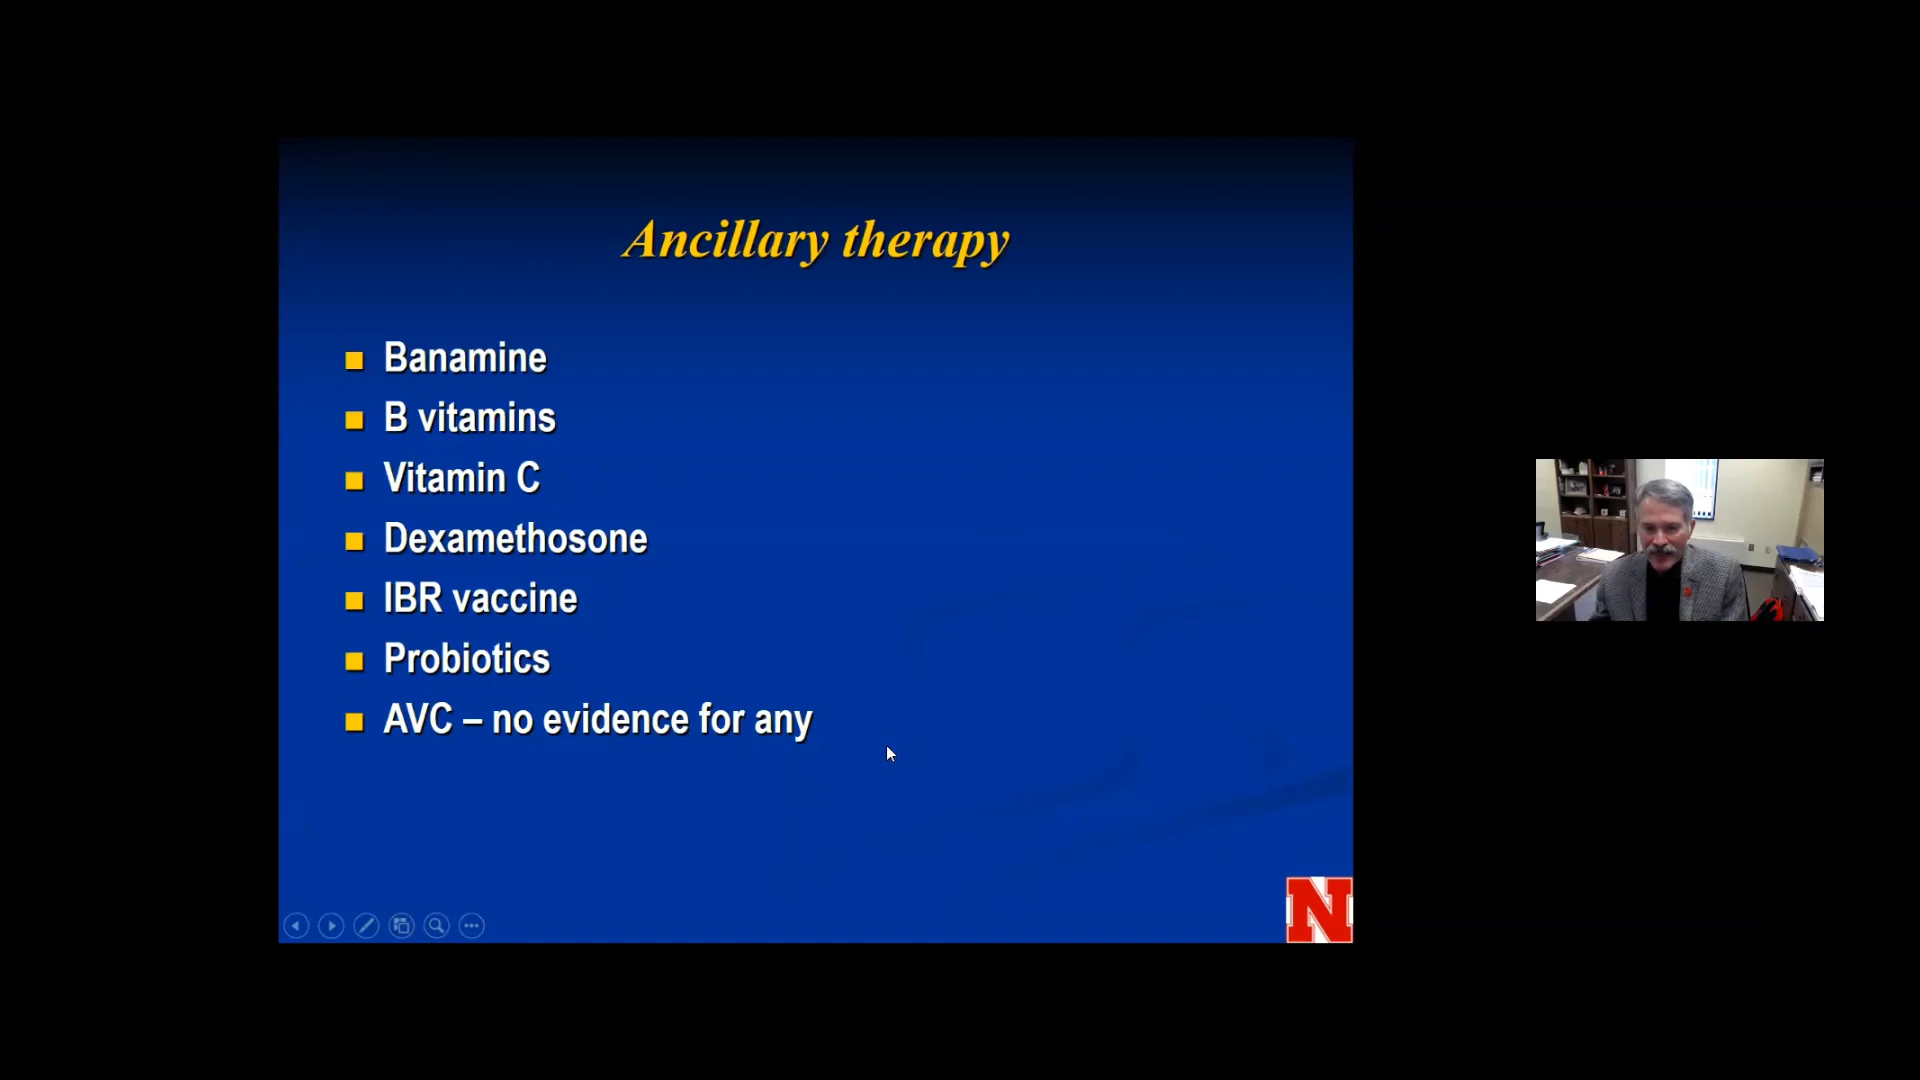 Ancillary therapy
Banamine
B vitamins
Vitamin C
Dexamethosone
IBR vaccine
Probiotics
AVC – no evidence for any
N